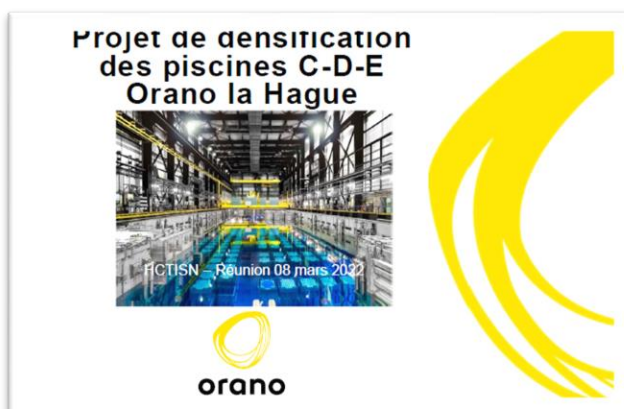 Projet de densification
des piscines C-D-E
Orano la Hague
HCTISN – Réunion 08 mars 2022
orano